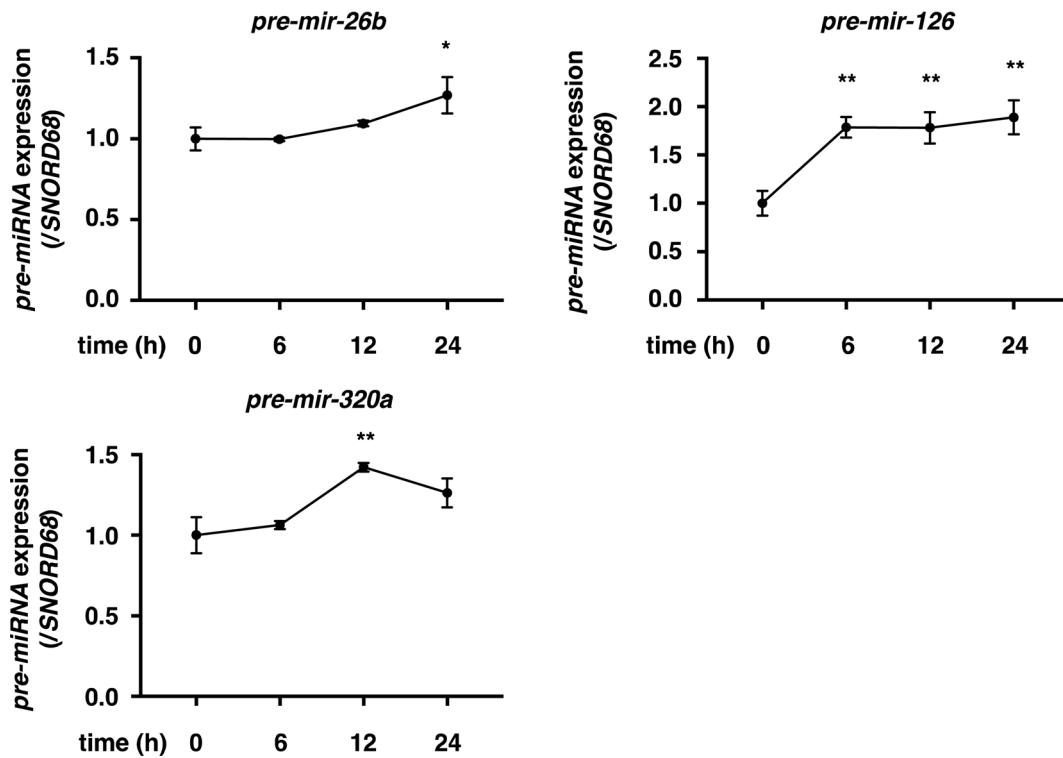 pre-mir-26b
pre-miRNA expression
(/SNORD68)
1.5
1.0
0.5
0.0
*
time (h) 0 6 12 24
pre-mir-126
pre-miRNA expression
(/SNORD68)
2.5
2.0
1.5
1.0
0.5
0.0
** ** **
time (h) 0 6 12 24
pre-mir-320a
pre-miRNA expression
(/SNORD68)
1.5
1.0
0.5
0.0
**
time (h) 0 6 12 24